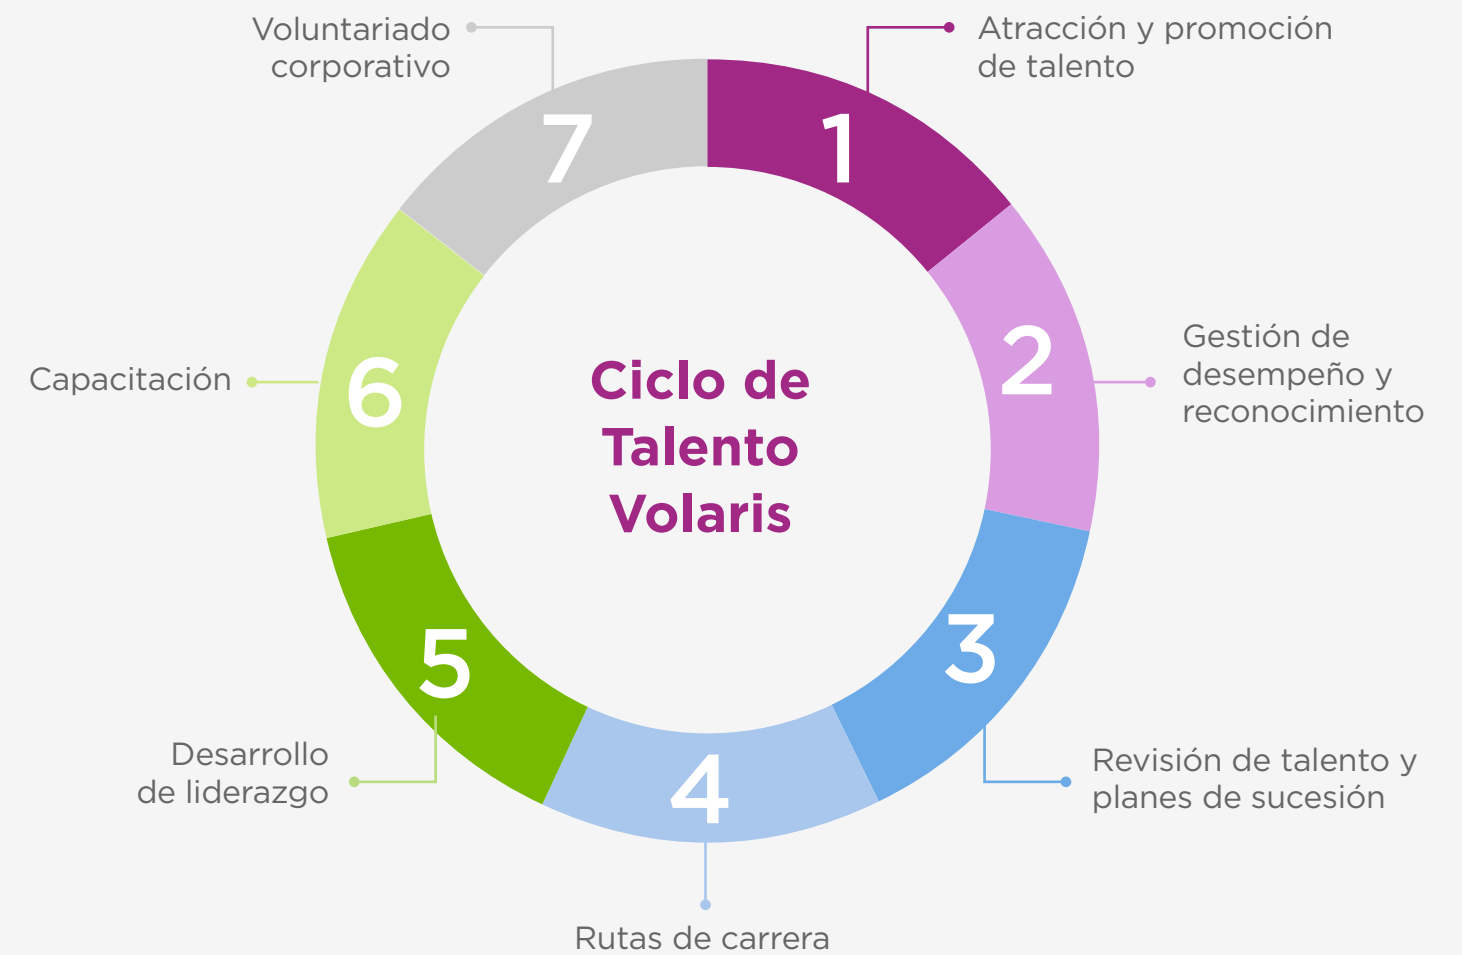 Voluntariado
corporativo
7
1
Atracción y promoción
de talento
2
Gestión de
desempeño y
reconocimiento
Ciclo de
Talento
Volaris
Capacitación
6
3
Revisión de talento y
planes de sucesión
5
Desarrollo
de liderazgo
4
Rutas de carrera